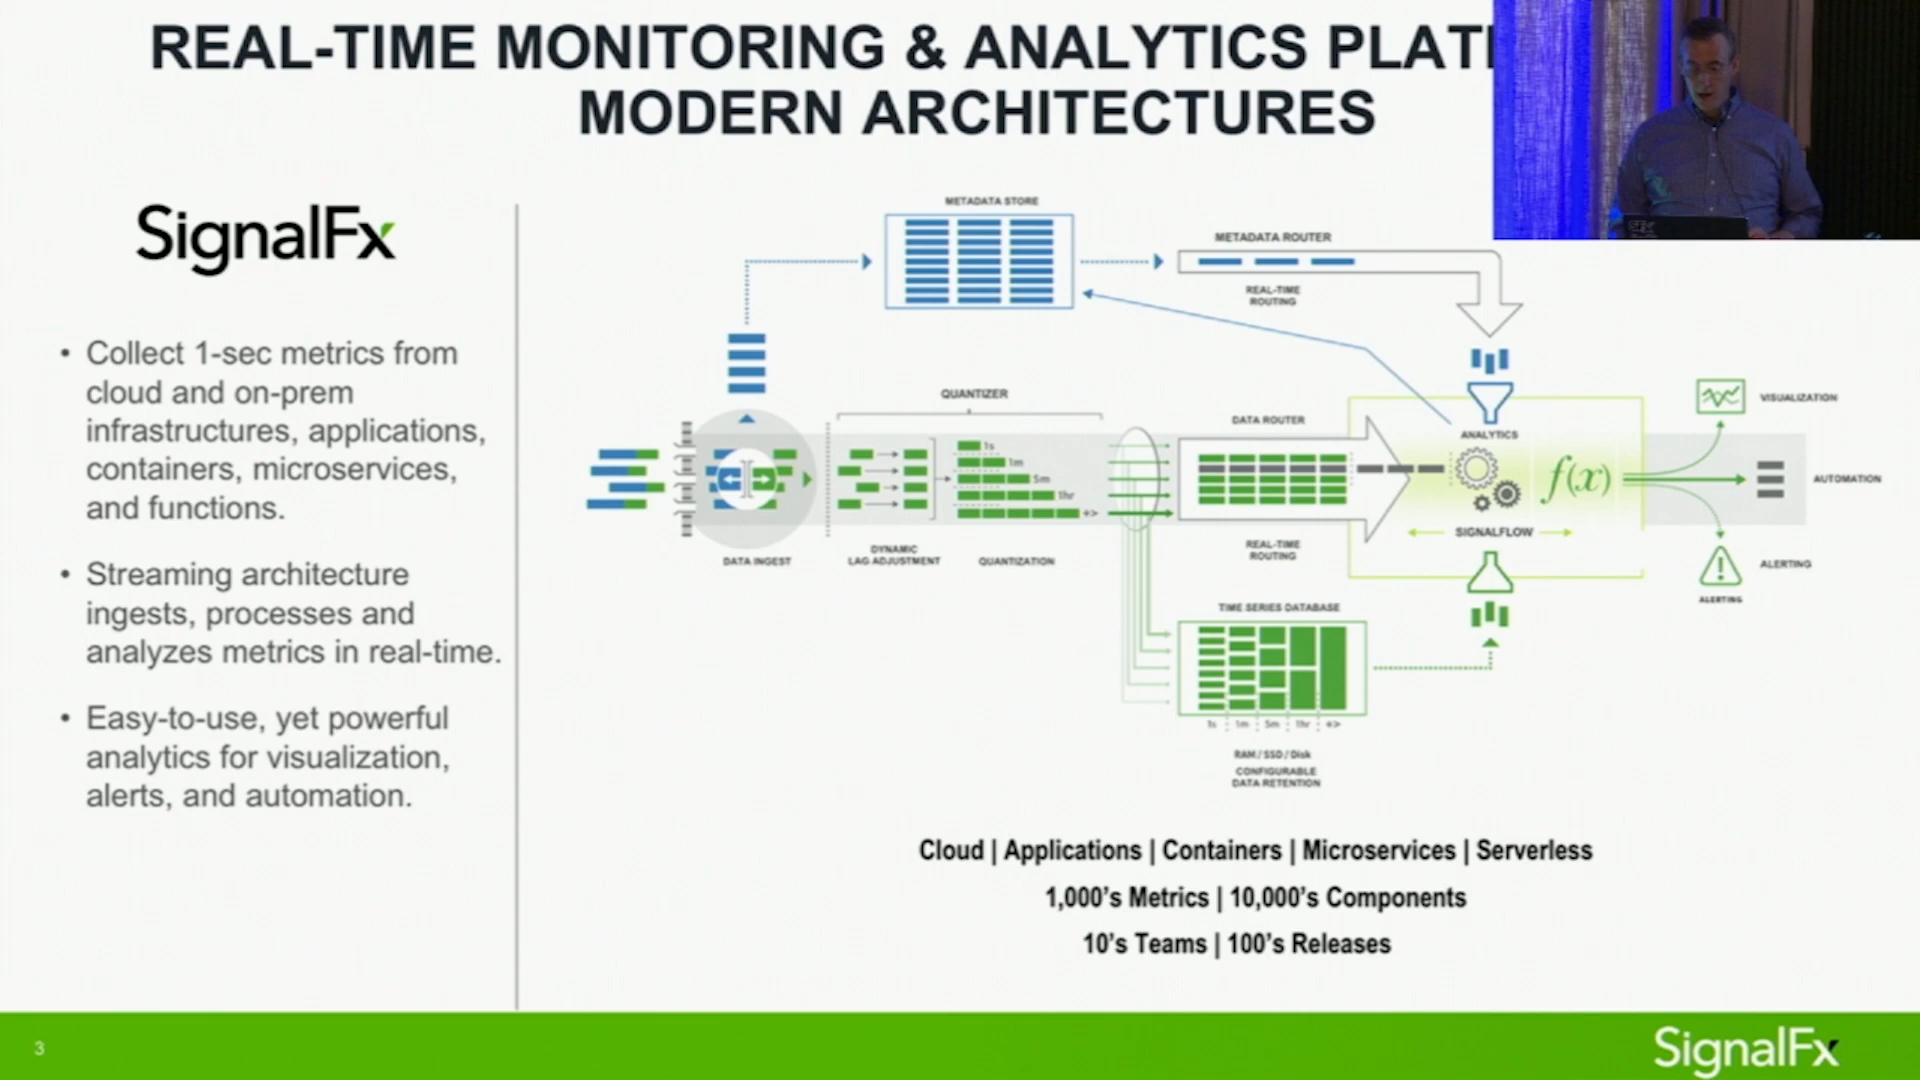 REAL-TIME MONITORING & ANALYTICS
MODERN ARCHITECTURES
SignalFx
• Collect 1-sec metrics from
cloud and on-prem
infrastructures, applications,
containers, microservices,
and functions.
• Streaming architecture
ingests, processes and
analyzes metrics in real-time.
• Easy-to-use, yet powerful
analytics for visualization,
alerts, and automation.
METADATA STORE
METADATA ROUTER
REAL-TIME
ROUTING
QUANTIZER
1s
1m
5m
1hr
DATA INGEST
DYNAMIC
LAG ADJUSTMENT
QUANTIZATION
DATA ROUTER
REAL-TIME
ROUTING
ANALYTICS
f(x)
SIGNALFLOW
VISUALIZATION
AUTOMATION
ALERTING
ALERTING
TIME SERIES DATABASE
1s 1m 5m 1hr
RAM / SSD / Disk
CONFIGURABLE
DATA RETENTION
Cloud | Applications | Containers | Microservices | Serverless
1,000’s Metrics | 10,000’s Components
10’s Teams | 100’s Releases
3
SignalFx